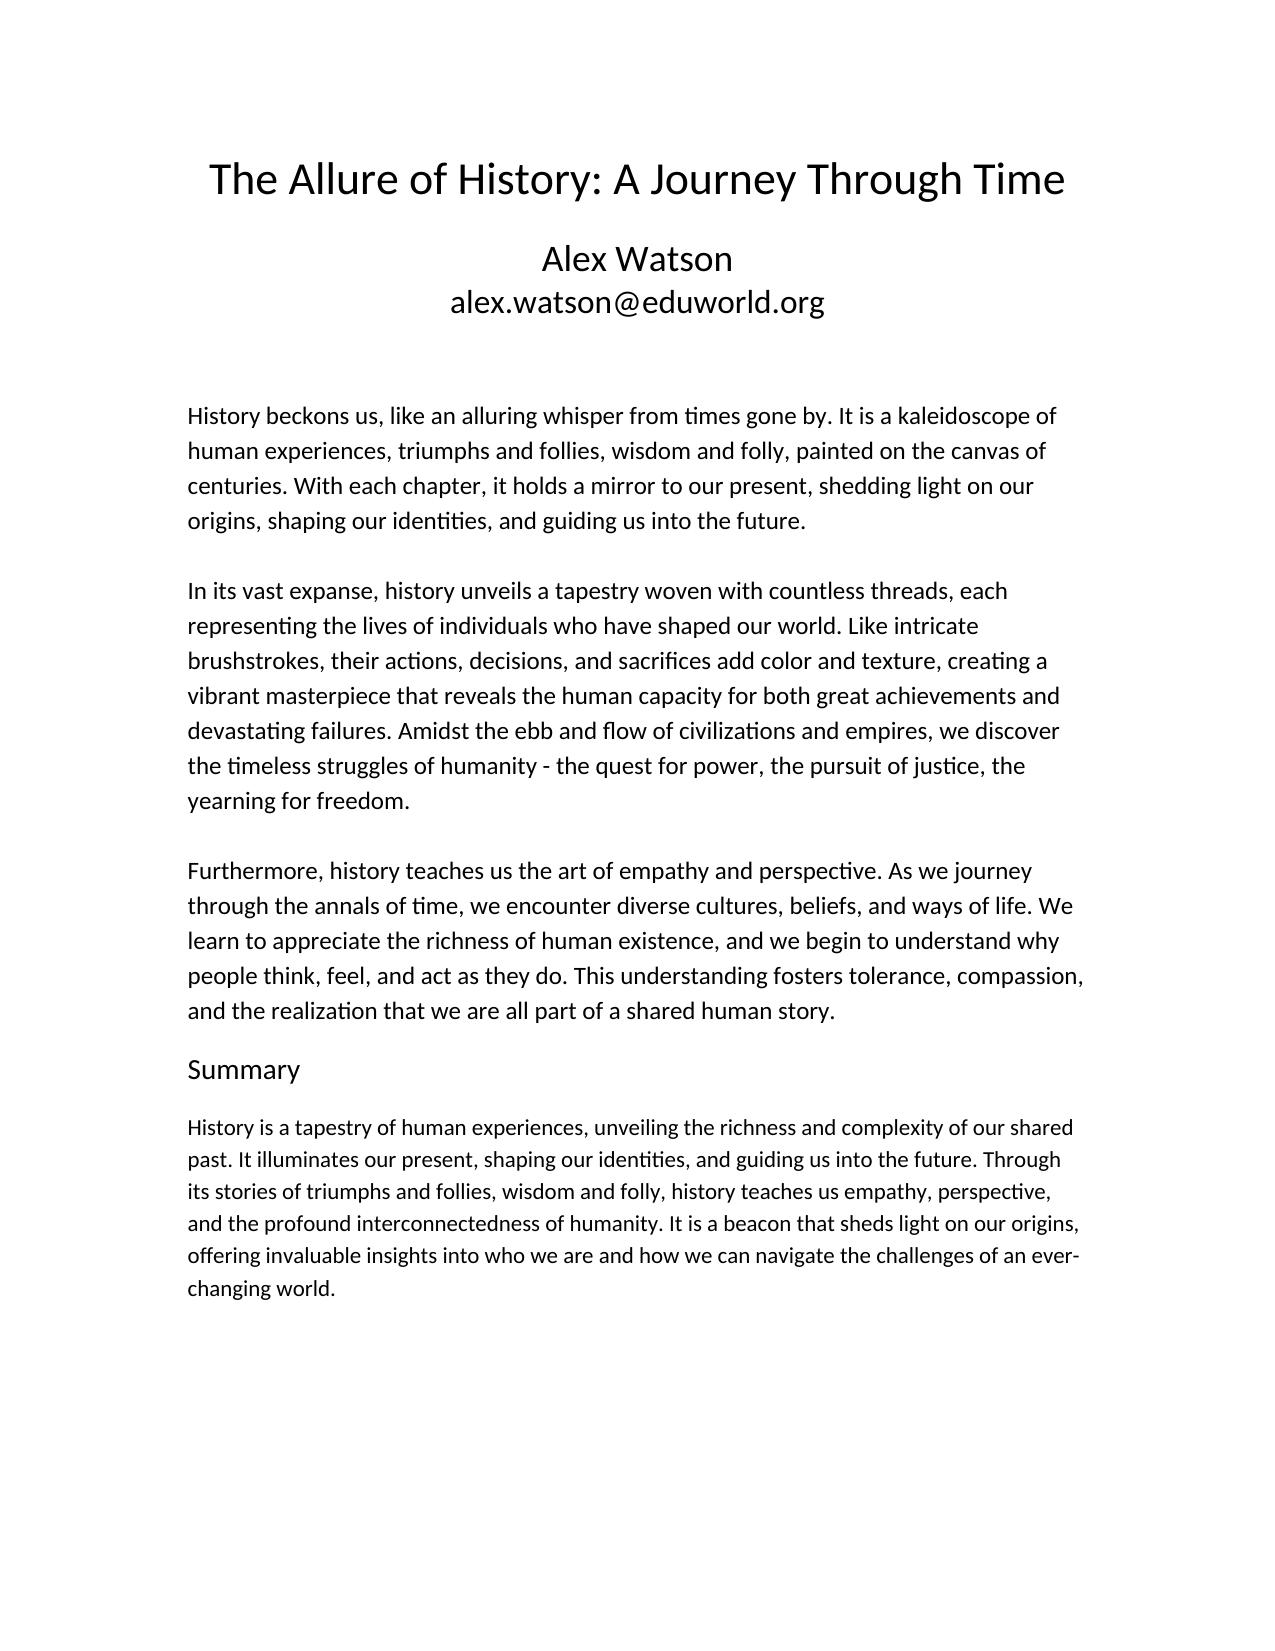 The Allure of History: A Journey Through Time
Alex Watson
alex.watson@eduworld.org
History beckons us, like an alluring whisper from times gone by. It is a kaleidoscope of
human experiences, triumphs and follies, wisdom and folly, painted on the canvas of
centuries. With each chapter, it holds a mirror to our present, shedding light on our
origins, shaping our identities, and guiding us into the future.
In its vast expanse, history unveils a tapestry woven with countless threads, each
representing the lives of individuals who have shaped our world. Like intricate
brushstrokes, their actions, decisions, and sacrifices add color and texture, creating a
vibrant masterpiece that reveals the human capacity for both great achievements and
devastating failures. Amidst the ebb and flow of civilizations and empires, we discover
the timeless struggles of humanity - the quest for power, the pursuit of justice, the
yearning for freedom.
Furthermore, history teaches us the art of empathy and perspective. As we journey
through the annals of time, we encounter diverse cultures, beliefs, and ways of life. We
learn to appreciate the richness of human existence, and we begin to understand why
people think, feel, and act as they do. This understanding fosters tolerance, compassion,
and the realization that we are all part of a shared human story.
Summary
History is a tapestry of human experiences, unveiling the richness and complexity of our shared
past. It illuminates our present, shaping our identities, and guiding us into the future. Through
its stories of triumphs and follies, wisdom and folly, history teaches us empathy, perspective,
and the profound interconnectedness of humanity. It is a beacon that sheds light on our origins,
offering invaluable insights into who we are and how we can navigate the challenges of an ever-
changing world.